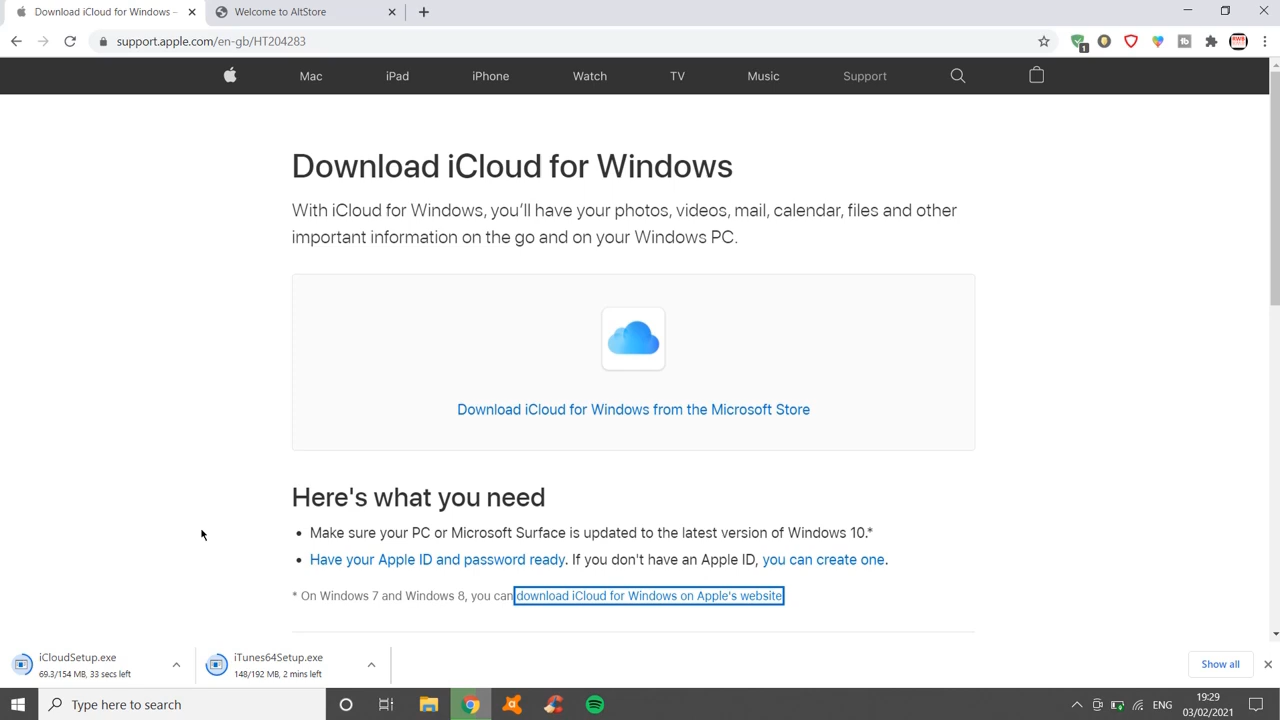 Download iCloud for Windows –
Welcome to AltStore
support.apple.com/en-gb/HT204283
1
Mac
iPad
iPhone
Watch
TV
Music
Support
Download iCloud for Windows
With iCloud for Windows, you'll have your photos, videos, mail, calendar, files and other
important information on the go and on your Windows PC.
Download iCloud for Windows from the Microsoft Store
Here's what you need
• Make sure your PC or Microsoft Surface is updated to the latest version of Windows 10.*
• Have your Apple ID and password ready. If you don't have an Apple ID, you can create one.
* On Windows 7 and Windows 8, you can download iCloud for Windows on Apple's website
iCloudSetup.exe
69.3/154 MB, 33 secs left
iTunes64Setup.exe
148/192 MB, 2 mins left
Show all
Type here to search
ENG
19:29
03/02/2021